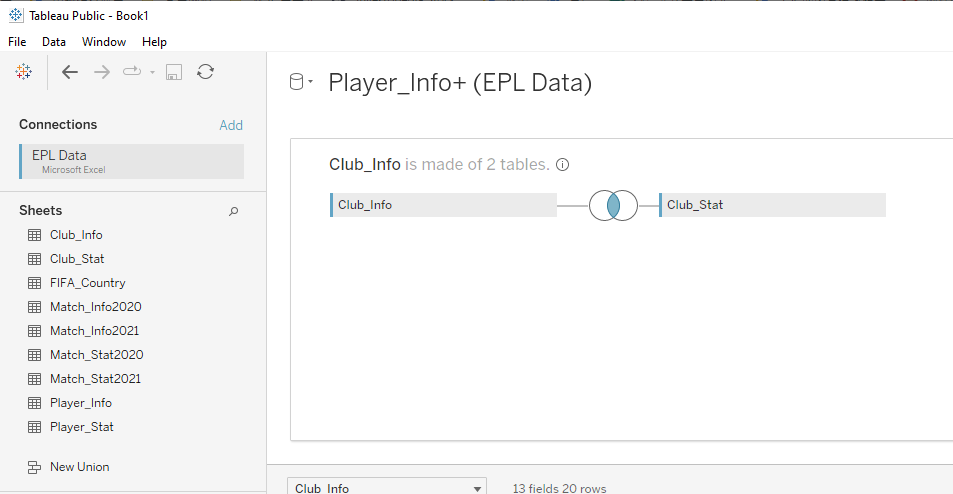 Tableau Public - Book1
File Data Window Help
Connections Add
EPL Data
Microsoft Excel
Sheets
Club_Info
Club_Stat
FIFA_Country
Match_Info2020
Match_Info2021
Match_Stat2020
Match_Stat2021
Player_Info
Player_Stat
New Union
Player_Info+ (EPL Data)
Club_Info is made of 2 tables.
Club_Info Club_Stat
Club_Info 13 fields 20 rows